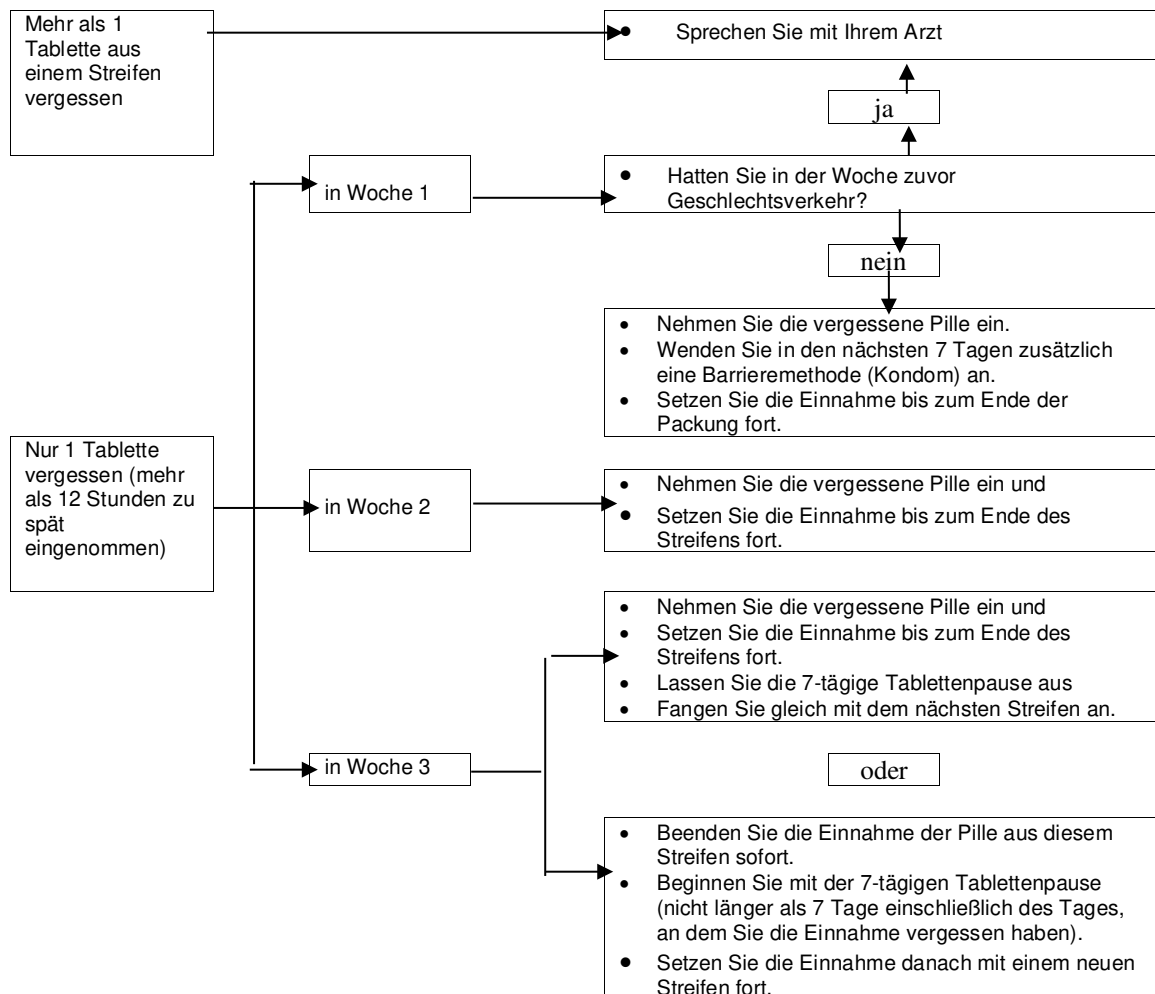 Mehr als 1
Tablette aus
einem Streifen
vergessen
• Sprechen Sie mit Ihrem Arzt
ja
in Woche 1
• Hatten Sie in der Woche zuvor
Geschlechtsverkehr?
nein
• Nehmen Sie die vergessene Pille ein.
• Wenden Sie in den nächsten 7 Tagen zusätzlich
eine Barrieremethode (Kondom) an.
• Setzen Sie die Einnahme bis zum Ende der
Packung fort.
Nur 1 Tablette
vergessen (mehr
als 12 Stunden zu
spät
eingenommen)
in Woche 2
• Nehmen Sie die vergessene Pille ein und
• Setzen Sie die Einnahme bis zum Ende des
Streifens fort.
• Nehmen Sie die vergessene Pille ein und
• Setzen Sie die Einnahme bis zum Ende des
Streifens fort.
• Lassen Sie die 7-tägige Tablettenpause aus
• Fangen Sie gleich mit dem nächsten Streifen an.
in Woche 3
oder
• Beenden Sie die Einnahme der Pille aus diesem
Streifen sofort.
• Beginnen Sie mit der 7-tägigen Tablettenpause
(nicht länger als 7 Tage einschließlich des Tages,
an dem Sie die Einnahme vergessen haben).
• Setzen Sie die Einnahme danach mit einem neuen
Streifen fort.